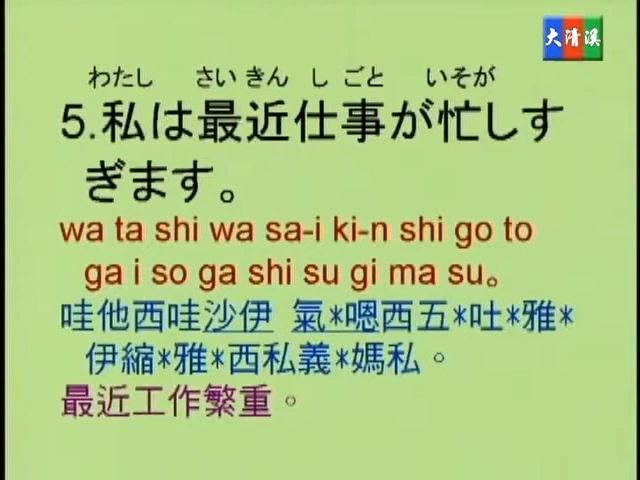 大清溪
わたし さいきん しごと いそが
5.私は最近仕事が忙しす
ぎます。
wa ta shi wa sa-i ki-n shi go to
ga i so ga shi su gi ma su。
哇他西哇沙伊 氣*嗯西五*吐*雅*
伊縮*雅*西私義*媽私。
最近工作繁重。